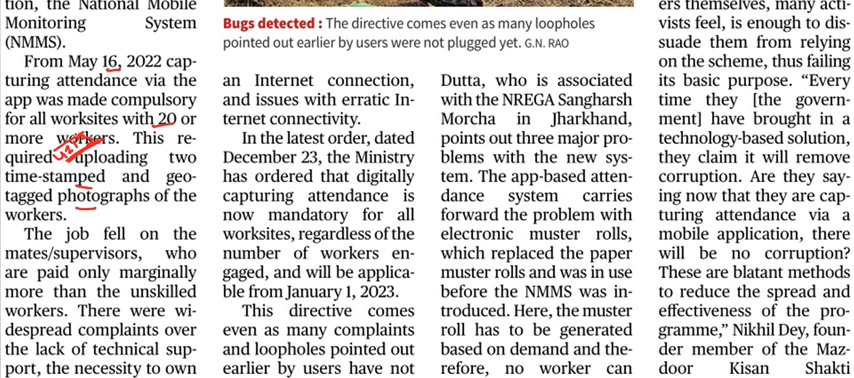 tion, the National Mobile
Monitoring System
(NMMS).
From May 16, 2022 cap-
turing attendance via the
app was made compulsory
for all worksites with 20 or
more workers. This re-
quired uploading two
time-stamped and geo-
tagged photographs of the
workers.
The job fell on the
mates/supervisors, who
are paid only marginally
more than the unskilled
workers. There were wi-
despread complaints over
the lack of technical sup-
port, the necessity to own
Bugs detected : The directive comes even as many loopholes
pointed out earlier by users were not plugged yet. G.N. RAO
an Internet connection,
and issues with erratic In-
ternet connectivity.
In the latest order, dated
December 23, the Ministry
has ordered that digitally
capturing attendance is
now mandatory for all
worksites, regardless of the
number of workers en-
gaged, and will be applica-
ble from January 1, 2023.
This directive comes
even as many complaints
and loopholes pointed out
earlier by users have not
Dutta, who is associated
with the NREGA Sangharsh
Morcha in Jharkhand,
points out three major pro-
blems with the new sys-
tem. The app-based atten-
dance system carries
forward the problem with
electronic muster rolls,
which replaced the paper
muster rolls and was in use
before the NMMS was in-
troduced. Here, the muster
roll has to be generated
based on demand and the-
refore, no worker can
ers themselves, many acti-
vists feel, is enough to dis-
suade them from relying
on the scheme, thus failing
its basic purpose. “Every
time they [the govern-
ment] have brought in a
technology-based solution,
they claim it will remove
corruption. Are they say-
ing now that they are cap-
turing attendance via a
mobile application, there
will be no corruption?
These are blatant methods
to reduce the spread and
effectiveness of the pro-
gramme,” Nikhil Dey, foun-
der member of the Maz-
door Kisan Shakti